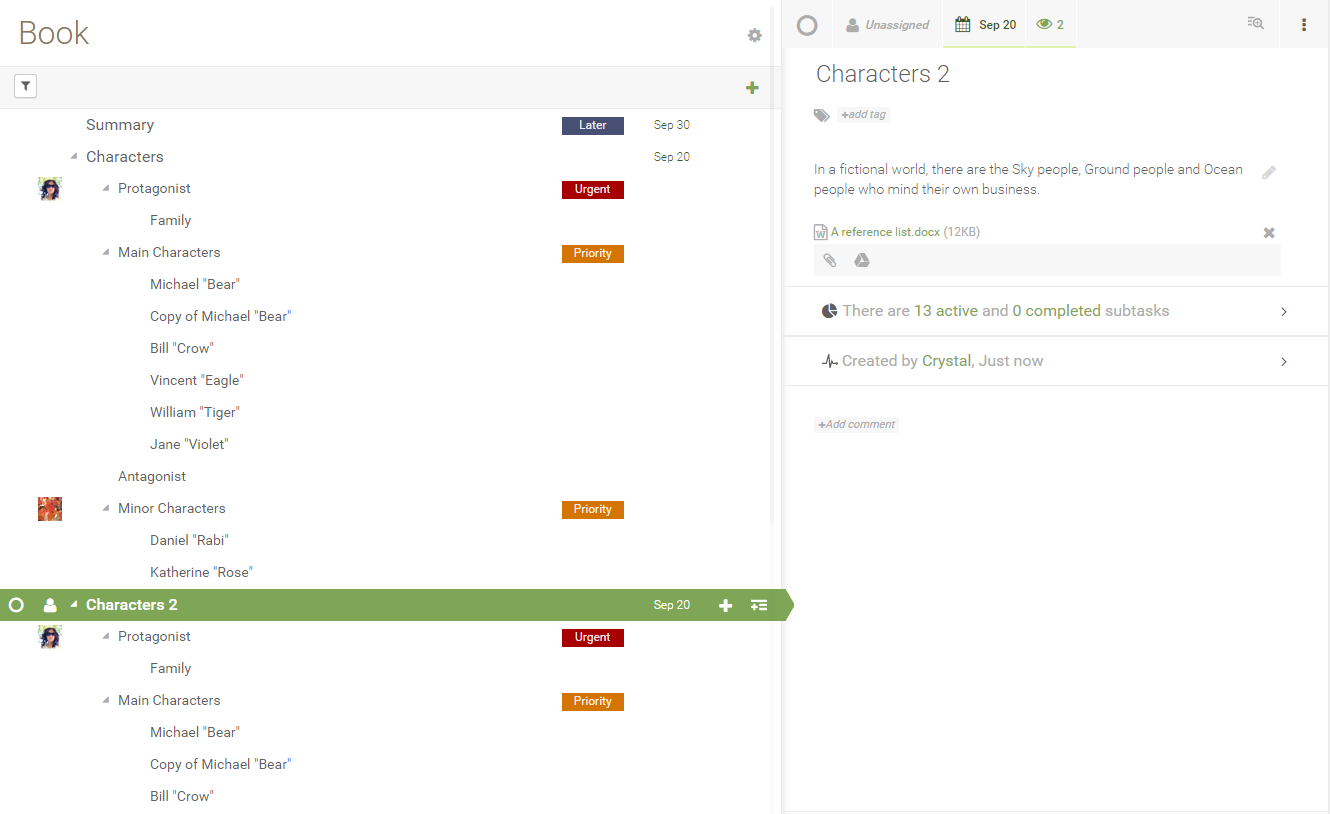 Book
Summary Later Sep 30
Characters Sep 20
Protagonist Urgent
Family
Main Characters Priority
Michael "Bear"
Copy of Michael "Bear"
Bill "Crow"
Vincent "Eagle"
William "Tiger"
Jane "Violet"
Antagonist
Minor Characters Priority
Daniel "Rabi"
Katherine "Rose"
Characters 2 Sep 20
Protagonist Urgent
Family
Main Characters Priority
Michael "Bear"
Copy of Michael "Bear"
Bill "Crow"
Unassigned Sep 20 2
Characters 2
+add tag
In a fictional world, there are the Sky people, Ground people and Ocean
people who mind their own business.
A reference list.docx (12KB)
There are 13 active and 0 completed subtasks
Created by Crystal, Just now
+Add comment